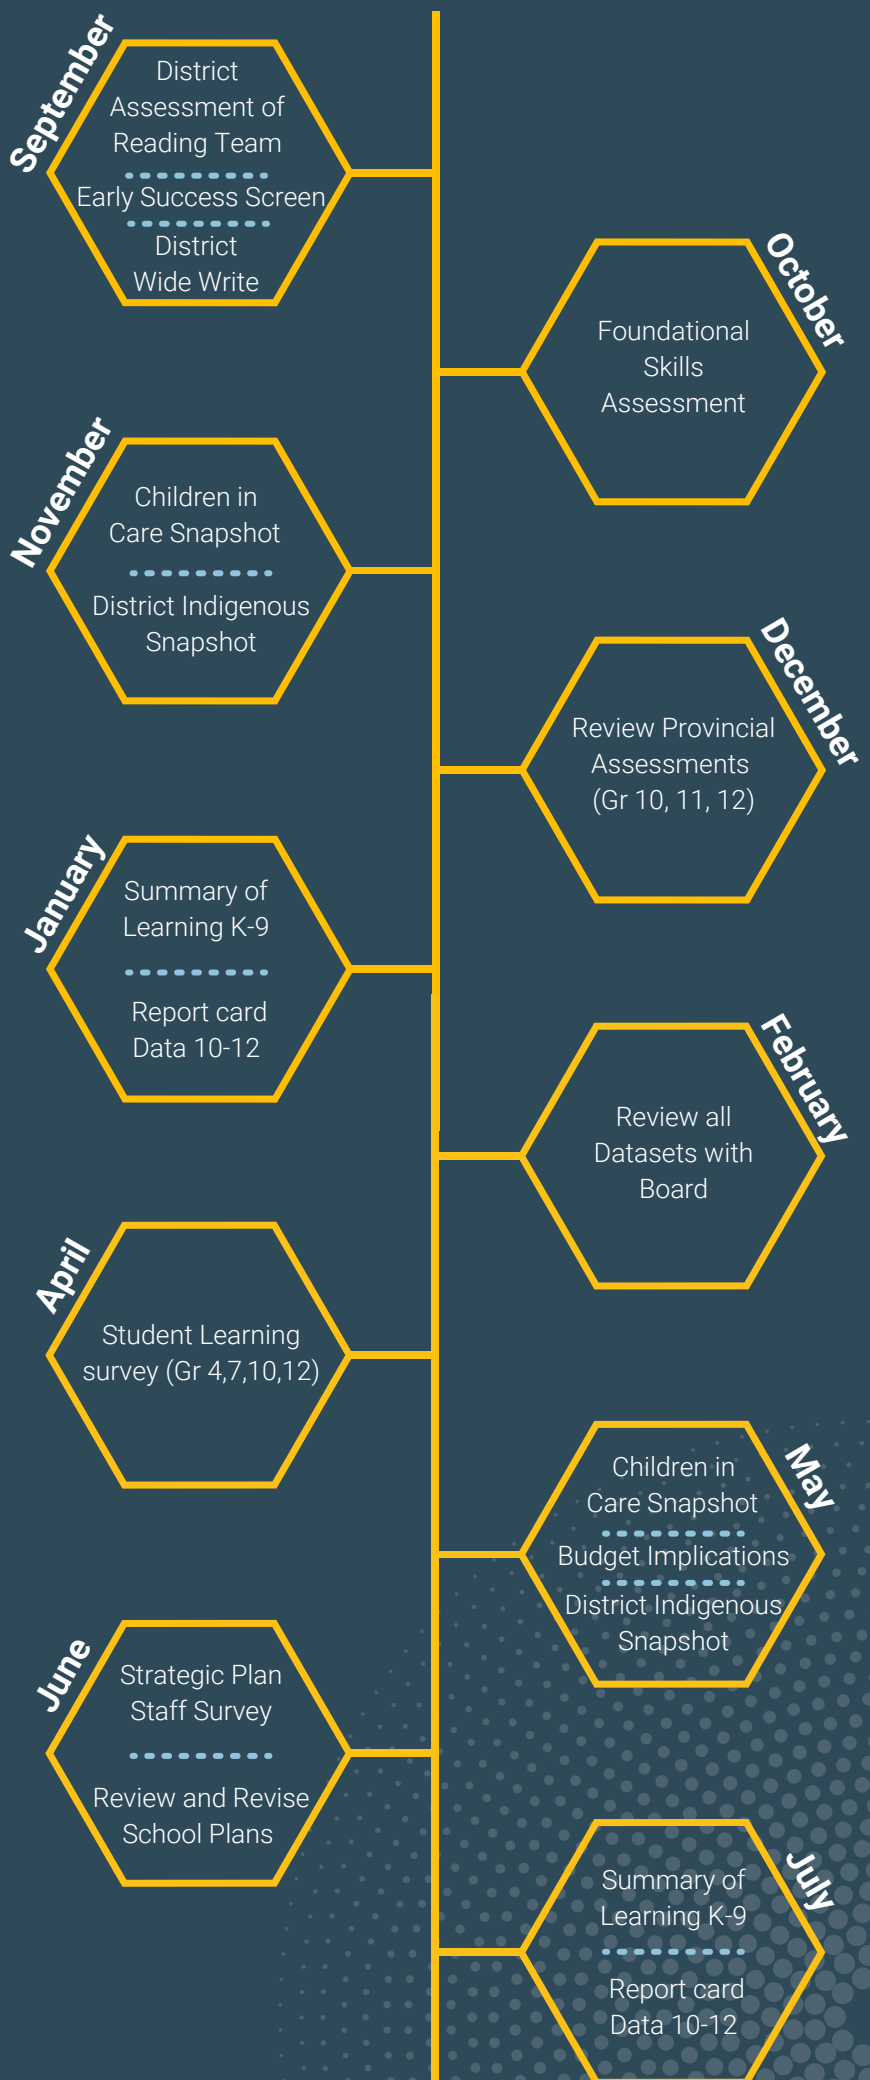 September
District
Assessment of
Reading Team
Early Success Screen
District
Wide Write
October
Foundational
Skills
Assessment
November
Children in
Care Snapshot
District Indigenous
Snapshot
December
Review Provincial
Assessments
(Gr 10, 11, 12)
January
Summary of
Learning K-9
Report card
Data 10-12
February
Review all
Datasets with
Board
April
Student Learning
survey (Gr 4,7,10,12)
May
Children in
Care Snapshot
Budget Implications
District Indigenous
Snapshot
June
Strategic Plan
Staff Survey
Review and Revise
School Plans
July
Summary of
Learning K-9
Report card
Data 10-12